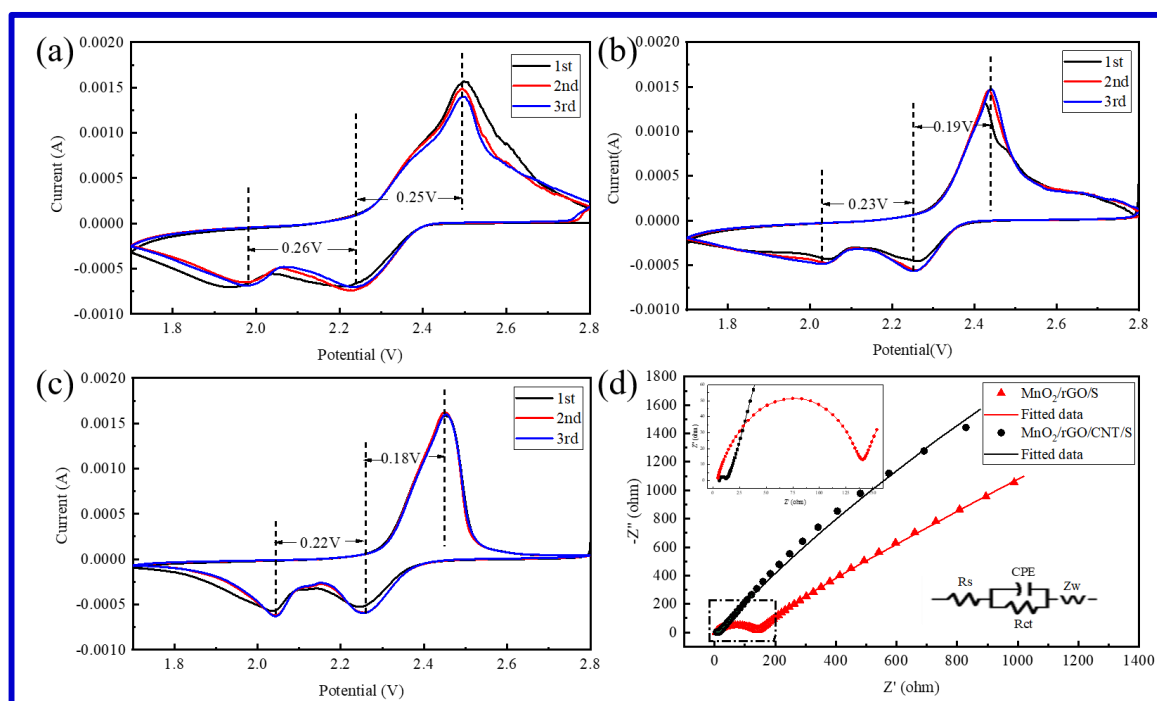 (a)
0.0020
0.0015
0.0010
0.0005
0.0000
-0.0005
-0.0010
Current (A)
1st
2nd
3rd
0.25V
0.26V
1.8
2.0
2.2
2.4
2.6
2.8
Potential (V)
(b)
0.0020
0.0015
0.0010
0.0005
0.0000
-0.0005
-0.0010
Current(A)
1st
2nd
3rd
0.19V
0.23V
1.8
2.0
2.2
2.4
2.6
2.8
Potential(V)
(c)
0.0020
0.0015
0.0010
0.0005
0.0000
-0.0005
-0.0010
Current (A)
1st
2nd
3rd
0.18V
0.22V
1.8
2.0
2.2
2.4
2.6
2.8
Potential (V)
(d)
1800
1600
1400
1200
1000
800
600
400
200
0
-Z'' (ohm)
MnO₂/rGO/S
Fitted data
MnO₂/rGO/CNT/S
Fitted data
Z' (ohm)
Rs
CPE
Rct
Zw
0
200
400
600
800
1000
1200
1400
Z' (ohm)